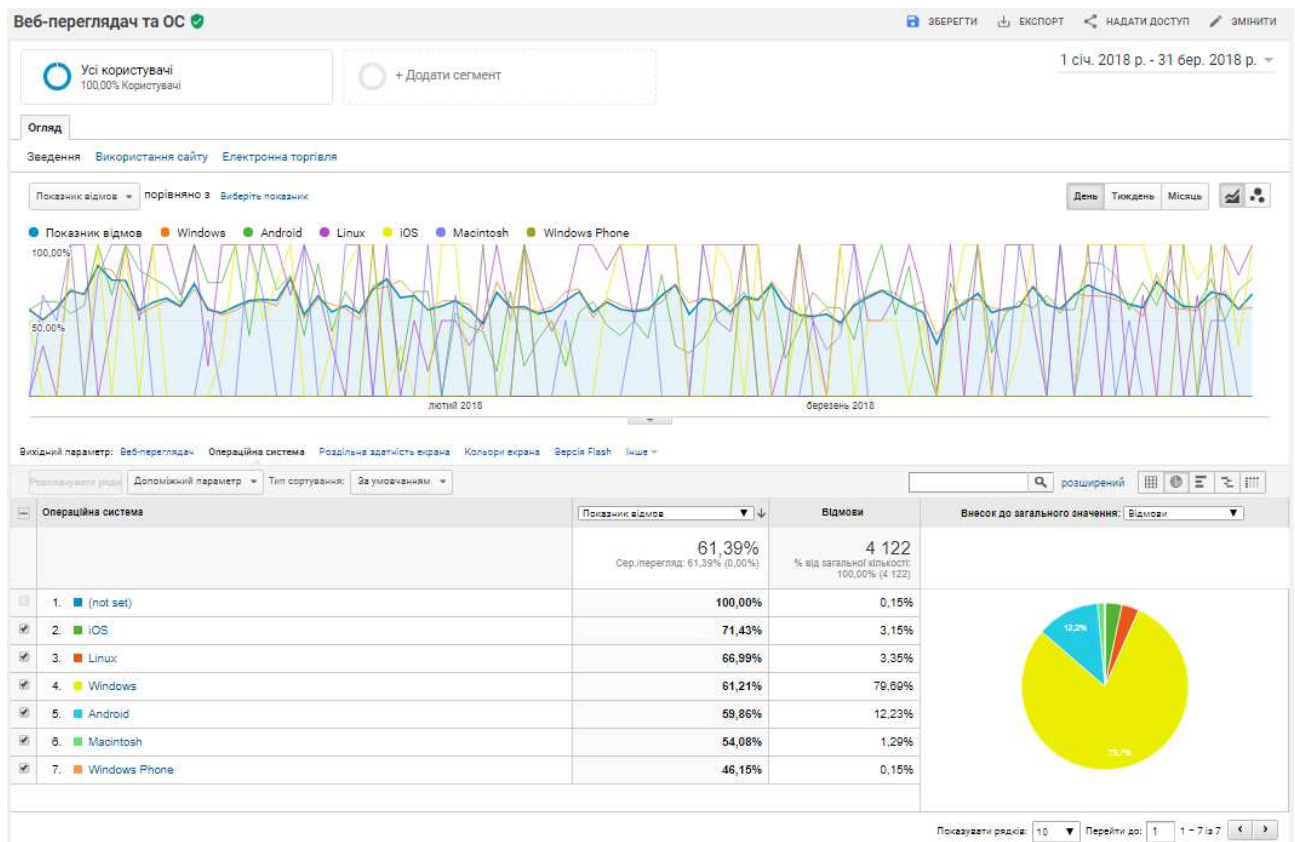 Веб-переглядач та ОС
ЗБЕРЕГТИ ЕКСПОРТ НАДАТИ ДОСТУП ЗМІНИТИ
Усі користувачі
100,00% Користувачі
+ Додати сегмент
1 січ. 2018 р. - 31 бер. 2018 р.
Огляд
Зведення Використання сайту Електронна торгівля
Показник відмов порівняно з Виберіть показник
День Тиждень Місяць
Показник відмов Windows Android Linux iOS Macintosh Windows Phone
100,00%
50,00%
лютий 2018 березень 2018
Вихідний параметр: Веб-переглядач Операційна система Роздільна здатність екрана Кольори екрана Версія Flash Інше
Допоміжний параметр Тип сортування: За умовчанням
розширений
Операційна система Показник відмов Відмови Внесок до загального значення: Відмови
61,39% 4 122
Сер./перегляд: 61,39% (0,00%) % від загальної кількості:
100,00% (4 122)
1. (not set) 100,00% 0,15%
2. iOS 71,43% 3,15%
3. Linux 66,99% 3,35%
4. Windows 61,21% 79,69%
5. Android 59,86% 12,23%
6. Macintosh 54,08% 1,29%
7. Windows Phone 46,15% 0,15%
12,2%
79,7%
Показувати рядків: 10 Перейти до: 1 1 – 7 із 7